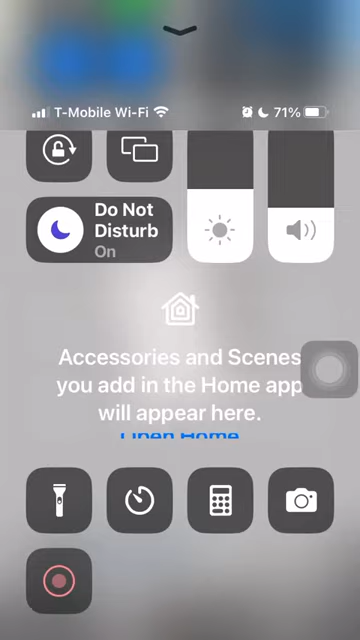 T-Mobile Wi-Fi 71%
Do Not
Disturb
On
Accessories and Scenes
you add in the Home app
will appear here.
Open Home